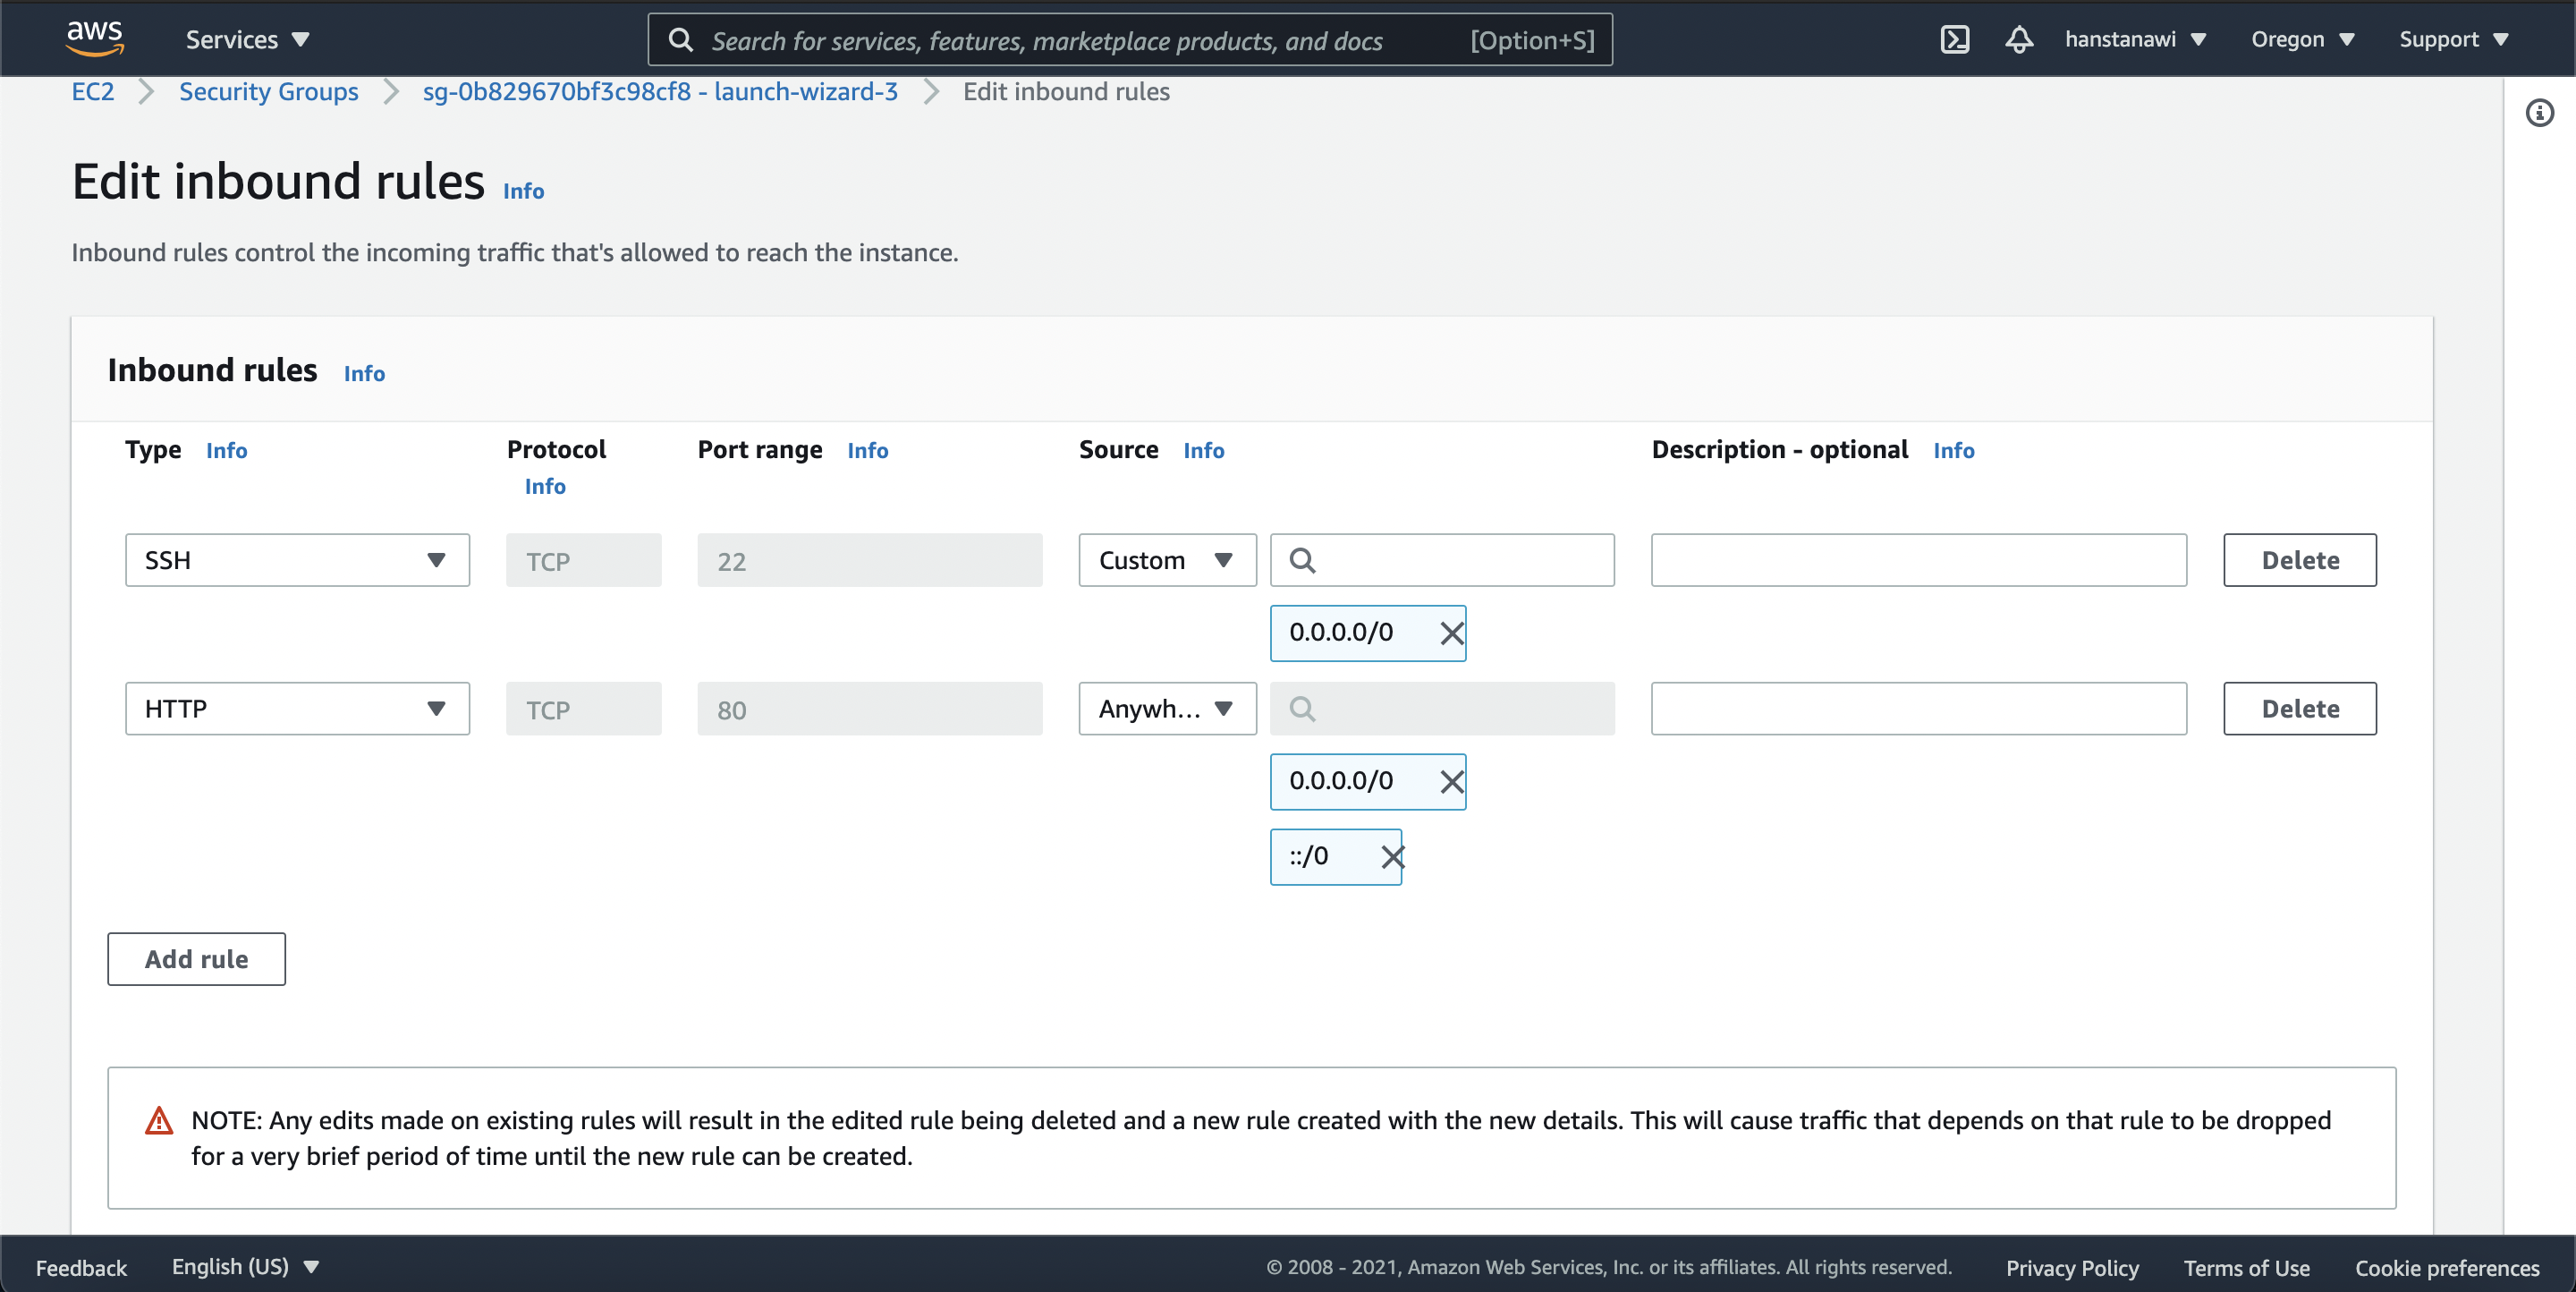 aws
Services
Search for services, features, marketplace products, and docs
[Option+S]
hanstanawi
Oregon
Support
EC2
Security Groups
sg-0b829670bf3c98cf8 - launch-wizard-3
Edit inbound rules
Edit inbound rules Info
Inbound rules control the incoming traffic that's allowed to reach the instance.
Inbound rules Info
Type Info
Protocol
Info
Port range Info
Source Info
Description - optional Info
SSH
TCP
22
Custom
Delete
0.0.0.0/0
HTTP
TCP
80
Anywh...
Delete
0.0.0.0/0
::/0
Add rule
NOTE: Any edits made on existing rules will result in the edited rule being deleted and a new rule created with the new details. This will cause traffic that depends on that rule to be dropped
for a very brief period of time until the new rule can be created.
Feedback
English (US)
© 2008 - 2021, Amazon Web Services, Inc. or its affiliates. All rights reserved.
Privacy Policy
Terms of Use
Cookie preferences